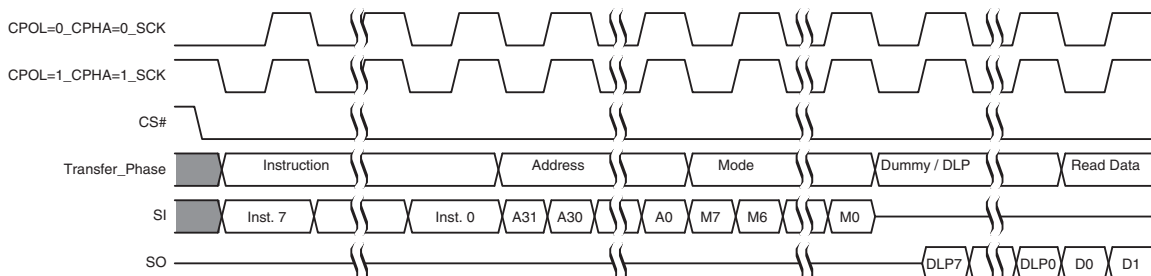 CPOL=0_CPHA=0_SCK
CPOL=1_CPHA=1_SCK
CS#
Transfer_Phase Instruction Address Mode Dummy / DLP Read Data
SI Inst. 7 Inst. 0 A31 A30 A0 M7 M6 M0
SO DLP7 DLP0 D0 D1